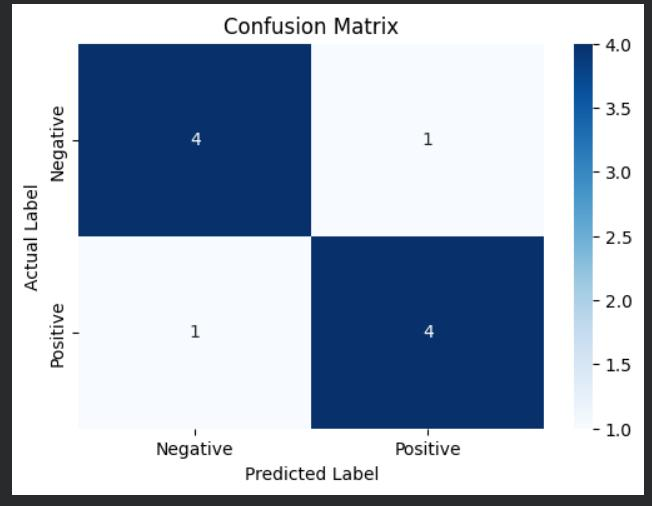 Confusion Matrix
4.0
Negative
4
1
3.5
3.0
Actual Label
2.5
2.0
Positive
1
4
1.5
1.0
Negative
Positive
Predicted Label